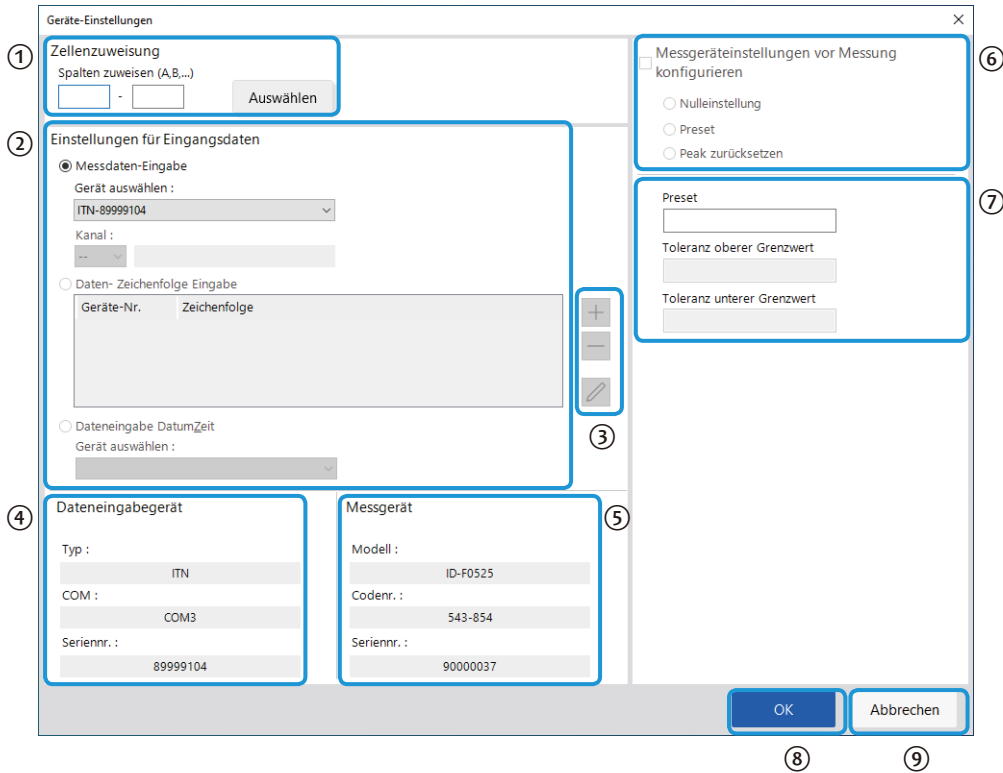 Geräte-Einstellungen
①
Zellenzuweisung
Spalten zuweisen (A,B,...)
-
Auswählen
②
Einstellungen für Eingangsdaten
Messdaten-Eingabe
Gerät auswählen :
ITN-89999104
Kanal :
--
Daten- Zeichenfolge Eingabe
Geräte-Nr. Zeichenfolge
③
Dateneingabe DatumZeit
Gerät auswählen :
④
Dateneingabegerät
Typ :
ITN
COM :
COM3
Seriennr. :
89999104
⑤
Messgerät
Modell :
ID-F0525
Codenr. :
543-854
Seriennr. :
90000037
⑥
Messgeräteinstellungen vor Messung
konfigurieren
Nulleinstellung
Preset
Peak zurücksetzen
⑦
Preset
Toleranz oberer Grenzwert
Toleranz unterer Grenzwert
OK
Abbrechen
⑧
⑨